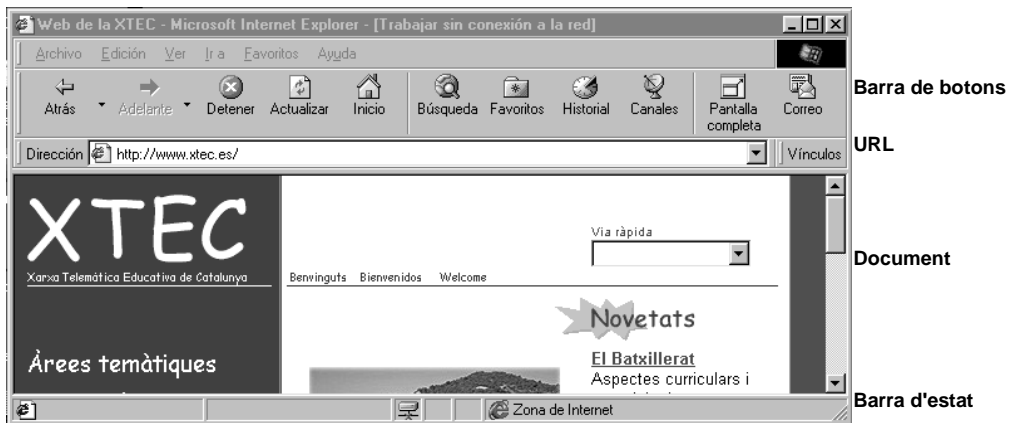 Web de la XTEC - Microsoft Internet Explorer - [Trabajar sin conexión a la red]
Archivo Edición Ver Ir a Favoritos Ayuda
Atrás Adelante Detener Actualizar Inicio Búsqueda Favoritos Historial Canales Pantalla completa Correo
Barra de botons
Dirección http://www.xtec.es/ Vínculos
URL
XTEC
Xarxa Telemàtica Educativa de Catalunya
Via ràpida
Benvinguts Bienvenidos Welcome
Document
Novetats
Àrees temàtiques
El Batxillerat
Aspectes curriculars i
Zona de Internet
Barra d'estat